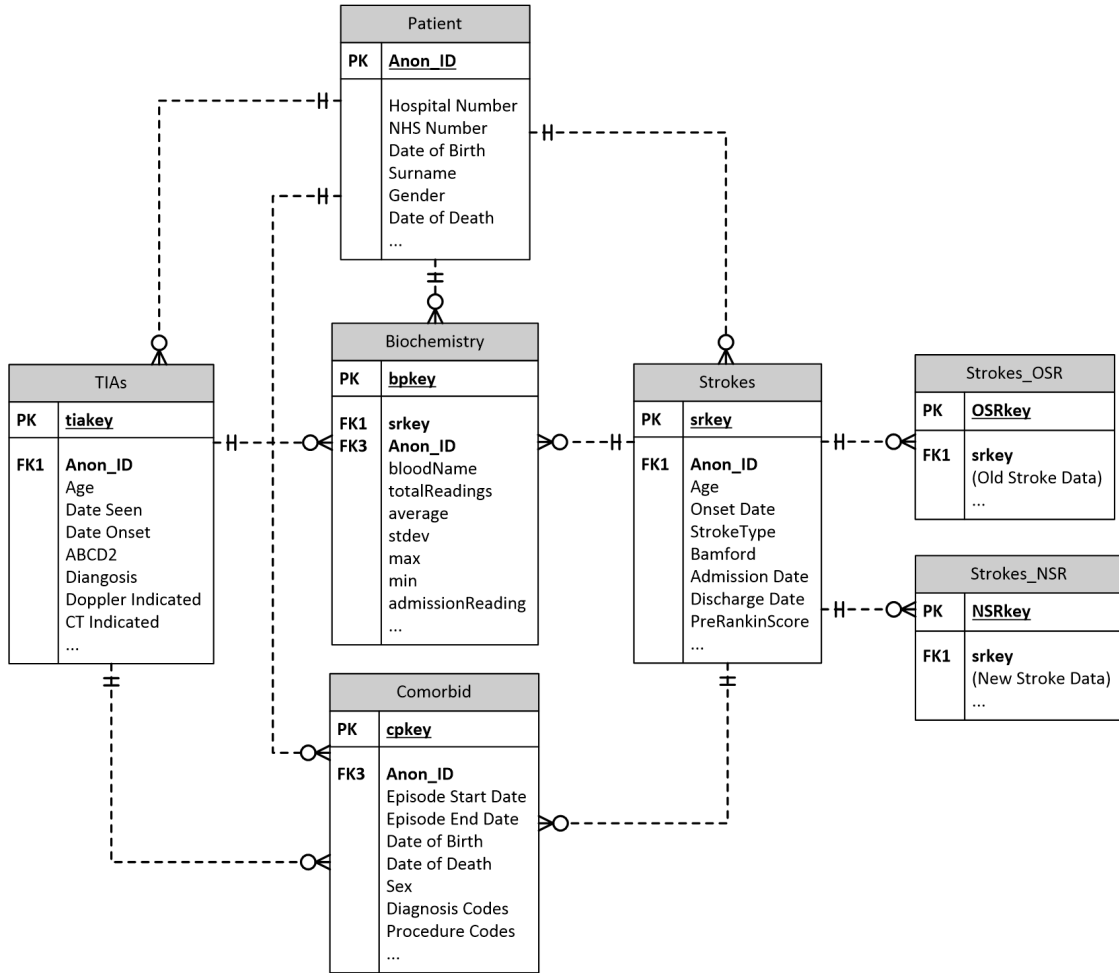 Patient
PK Anon_ID
Hospital Number
NHS Number
Date of Birth
Surname
Gender
Date of Death
...
TIAs
PK tiakey
FK1 Anon_ID
Age
Date Seen
Date Onset
ABCD2
Diangosis
Doppler Indicated
CT Indicated
...
Biochemistry
PK bpkey
FK1 srkey
FK3 Anon_ID
bloodName
totalReadings
average
stdev
max
min
admissionReading
...
Strokes
PK srkey
FK1 Anon_ID
Age
Onset Date
StrokeType
Bamford
Admission Date
Discharge Date
PreRankinScore
...
Strokes_OSR
PK OSRkey
FK1 srkey
(Old Stroke Data)
...
Strokes_NSR
PK NSRkey
FK1 srkey
(New Stroke Data)
...
Comorbid
PK cpkey
FK3 Anon_ID
Episode Start Date
Episode End Date
Date of Birth
Date of Death
Sex
Diagnosis Codes
Procedure Codes
...